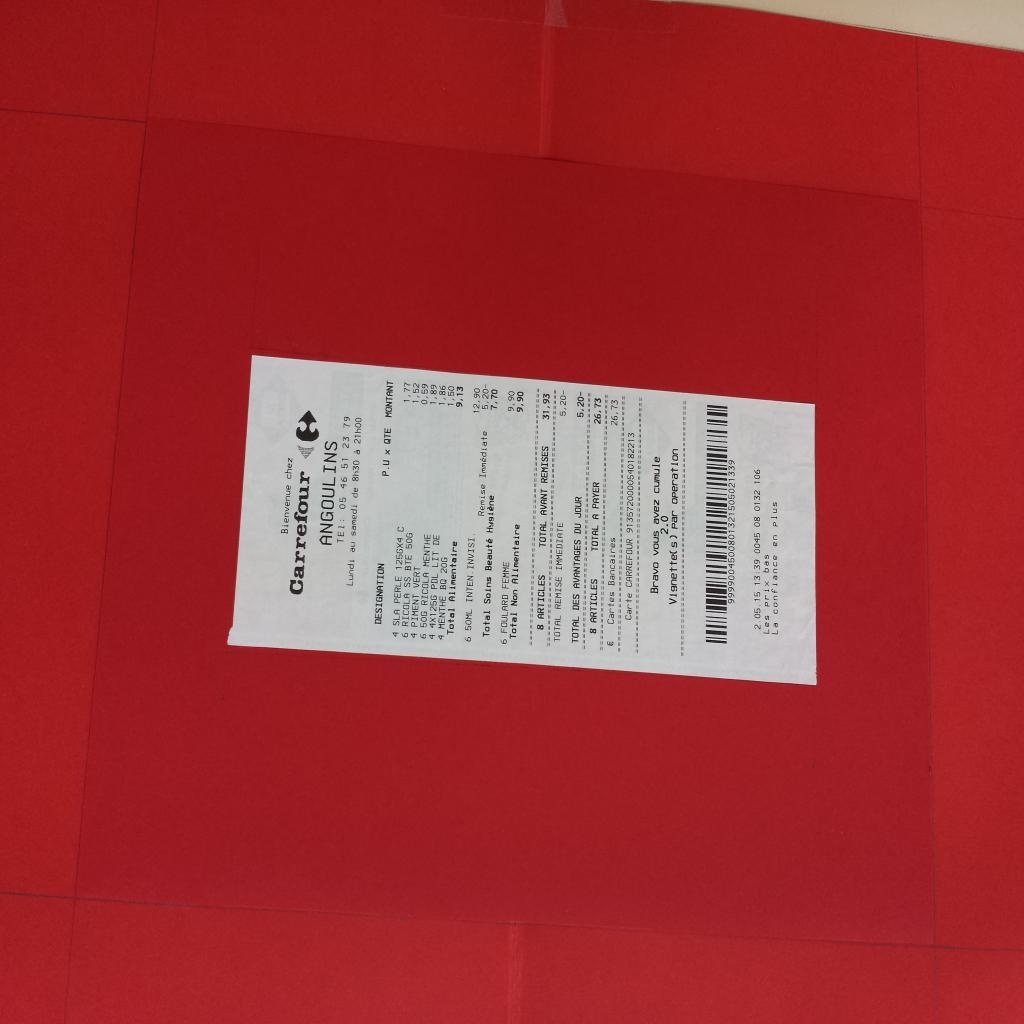 Bienvenue chez
Carrefour
ANGOULINS
TEl: 05 46 51 23 79
Lundi au samedi de 8h30 à 21h00
DESIGNATION P.U x QTE MONTANT
4 SLA PERLE 125GX4 C 1,77
6 RICOLA SS BTE 50G 1,52
4 PIMENT VERT 0,59
6 50G RICOLA MENTHE 1,89
4 4X125G PDL LIT DE 1,86
4 MENTHE BQ 20G 1,50
Total Alimentaire 9,13
6 50ML INTEN.INVISI. 12,90
Remise Immédiate 5,20-
Total Soins Beauté Hygiène 7,70
6 FOULARD FEMME 9,90
Total Non Alimentaire 9,90
8 ARTICLES TOTAL AVANT REMISES 31,93
TOTAL REMISE IMMEDIATE 5,20-
TOTAL DES AVANTAGES DU JOUR 5,20-
8 ARTICLES TOTAL A PAYER 26,73
€ Cartes Bancaires 26,73
Carte CARREFOUR 9135720000540182213
Bravo vous avez cumule
2.0
Vignette(s) Par operation
9999004500801321505021339
2.05.15 13:39 0045 08 0132 106
Les prix bas
La confiance en plus